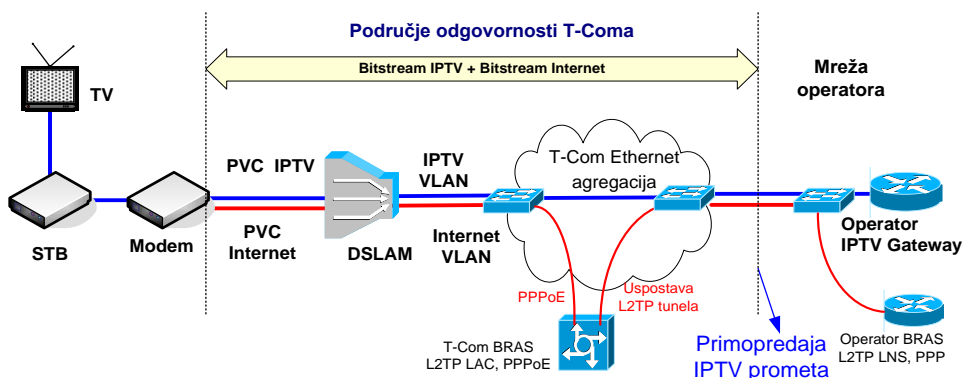 Područje odgovornosti T-Coma
Bitstream IPTV + Bitstream Internet
Mreža
operatora
TV
PVC IPTV
IPTV
VLAN
T-Com Ethernet
agregacija
STB
Modem
PVC
Internet
DSLAM
Internet
VLAN
Operator
IPTV Gateway
PPPoE
Uspostava
L2TP tunela
T-Com BRAS
L2TP LAC, PPPoE
Primopredaja
IPTV prometa
Operator BRAS
L2TP LNS, PPP